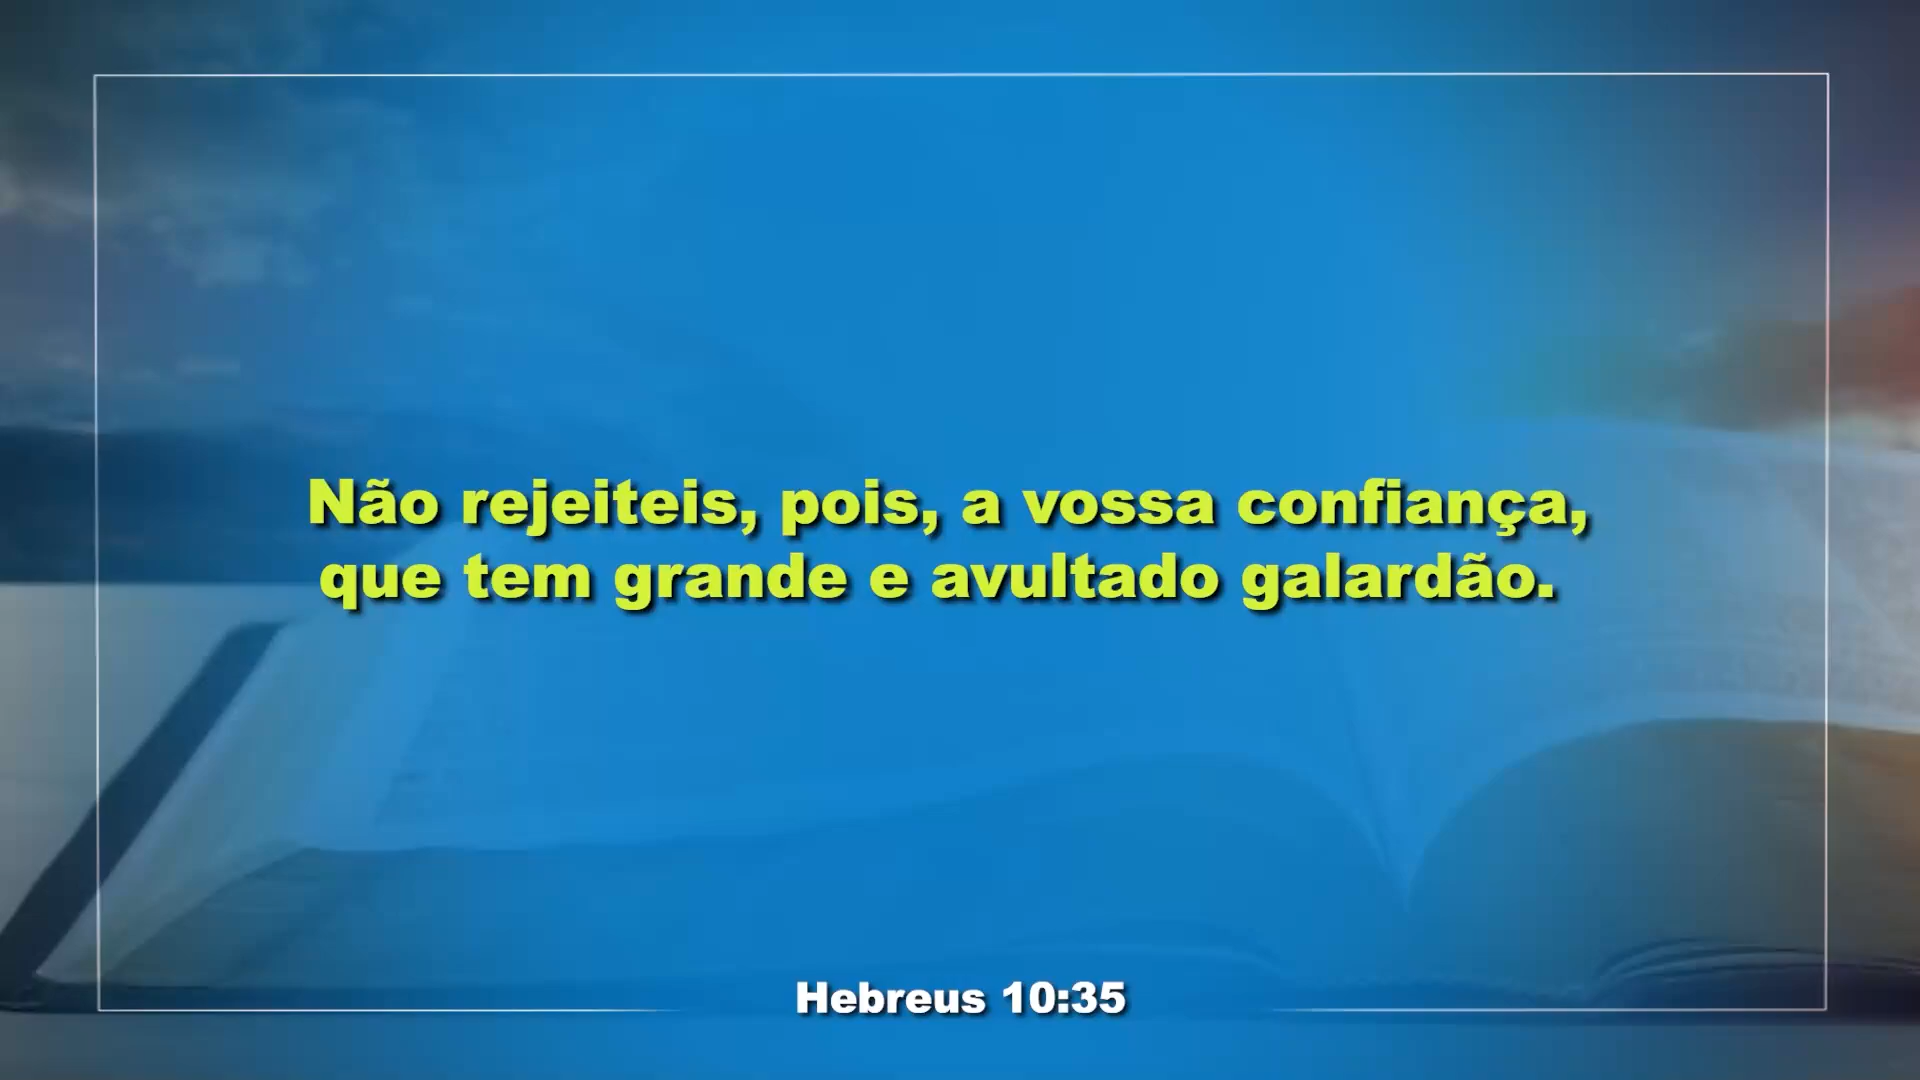 Não rejeiteis, pois, a vossa confiança,
que tem grande e avultado galardão.
Hebreus 10:35